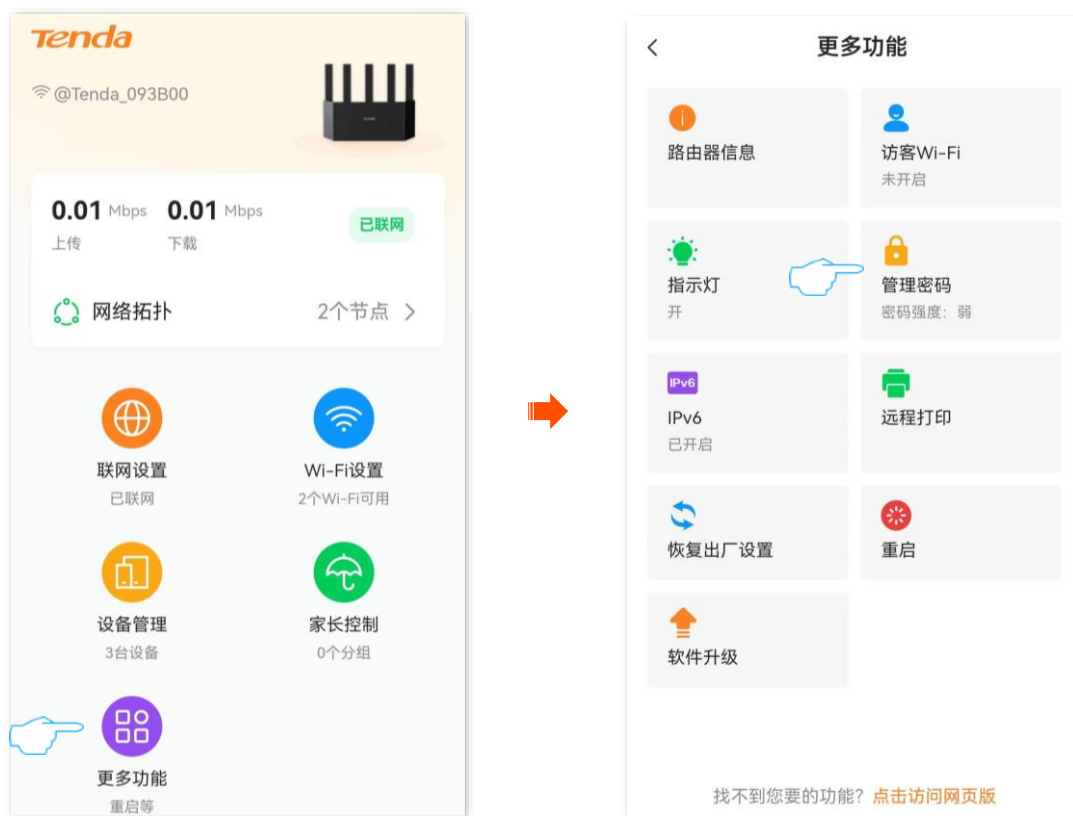 Tenda
@Tenda_093B00
0.01 Mbps 0.01 Mbps
上传 下载
已联网
网络拓扑 2个节点
联网设置 Wi-Fi设置
已联网 2个Wi-Fi可用
设备管理 家长控制
3台设备 0个分组
更多功能
重启等
更多功能
路由器信息 访客Wi-Fi
未开启
指示灯 管理密码
开 密码强度：弱
IPv6
IPv6 远程打印
已开启
恢复出厂设置 重启
软件升级
找不到您要的功能？点击访问网页版